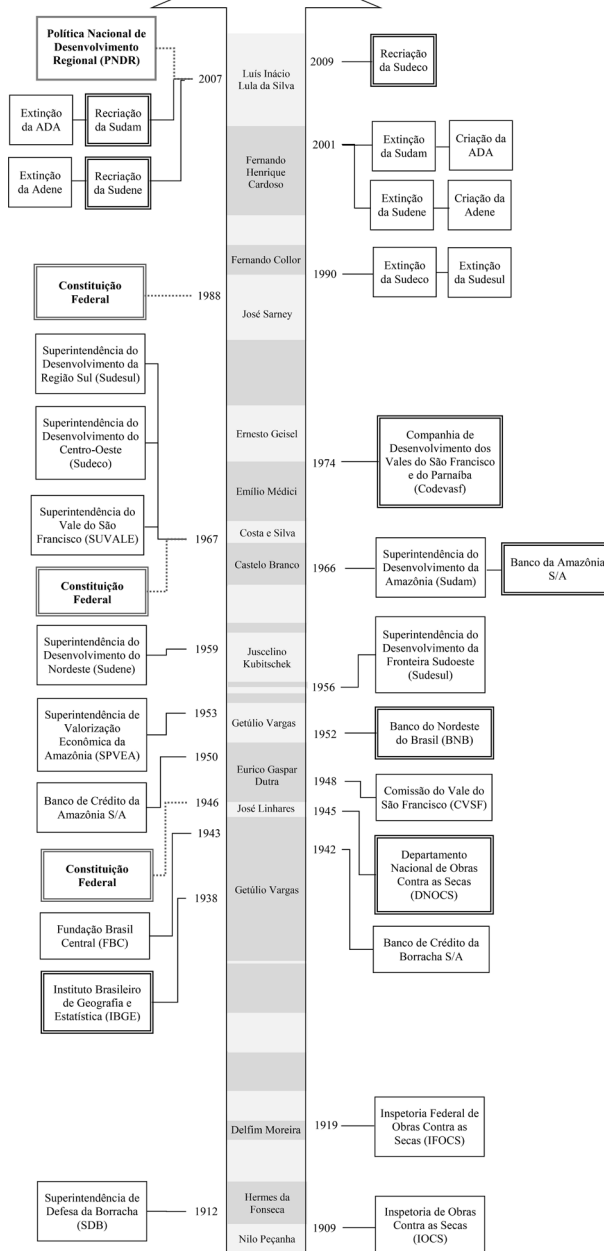 Política Nacional de
Desenvolvimento
Regional (PNDR)
2007
Extinção
da ADA
Recriação
da Sudam
Extinção
da Adene
Recriação
da Sudene
Luís Inácio
Lula da Silva
2009
Recriação
da Sudeco
Fernando
Henrique
Cardoso
2001
Extinção
da Sudam
Criação da
ADA
Extinção
da Sudene
Criação da
Adene
Fernando Collor
1990
Extinção
da Sudeco
Extinção
da Sudesul
Constituição
Federal
1988
José Sarney
Superintendência do
Desenvolvimento da
Região Sul (Sudesul)
Superintendência do
Desenvolvimento do
Centro-Oeste
(Sudeco)
Superintendência do
Vale do São
Francisco (SUVALE)
1967
Constituição
Federal
Ernesto Geisel
1974
Companhia de
Desenvolvimento dos
Vales do São Francisco
e do Parnaíba
(Codevasf)
Emílio Médici
Costa e Silva
Castelo Branco
1966
Superintendência do
Desenvolvimento da
Amazônia (Sudam)
Banco da Amazônia
S/A
Superintendência do
Desenvolvimento do
Nordeste (Sudene)
1959
Juscelino
Kubitschek
1956
Superintendência do
Desenvolvimento da
Fronteira Sudoeste
(Sudesul)
Superintendência de
Valorização
Econômica da
Amazônia (SPVEA)
1953
Getúlio Vargas
1952
Banco do Nordeste
do Brasil (BNB)
1950
Banco de Crédito da
Amazônia S/A
Eurico Gaspar
Dutra
1948
Comissão do Vale do
São Francisco (CVSF)
1946
Constituição
Federal
José Linhares
1945
Departamento
Nacional de Obras
Contra as Secas
(DNOCS)
1943
Fundação Brasil
Central (FBC)
1942
Banco de Crédito da
Borracha S/A
Getúlio Vargas
1938
Instituto Brasileiro
de Geografia e
Estatística (IBGE)
Delfim Moreira
1919
Inspetoria Federal de
Obras Contra as
Secas (IFOCS)
Superintendência de
Defesa da Borracha
(SDB)
1912
Hermes da
Fonseca
Nilo Peçanha
1909
Inspetoria de Obras
Contra as Secas
(IOCS)